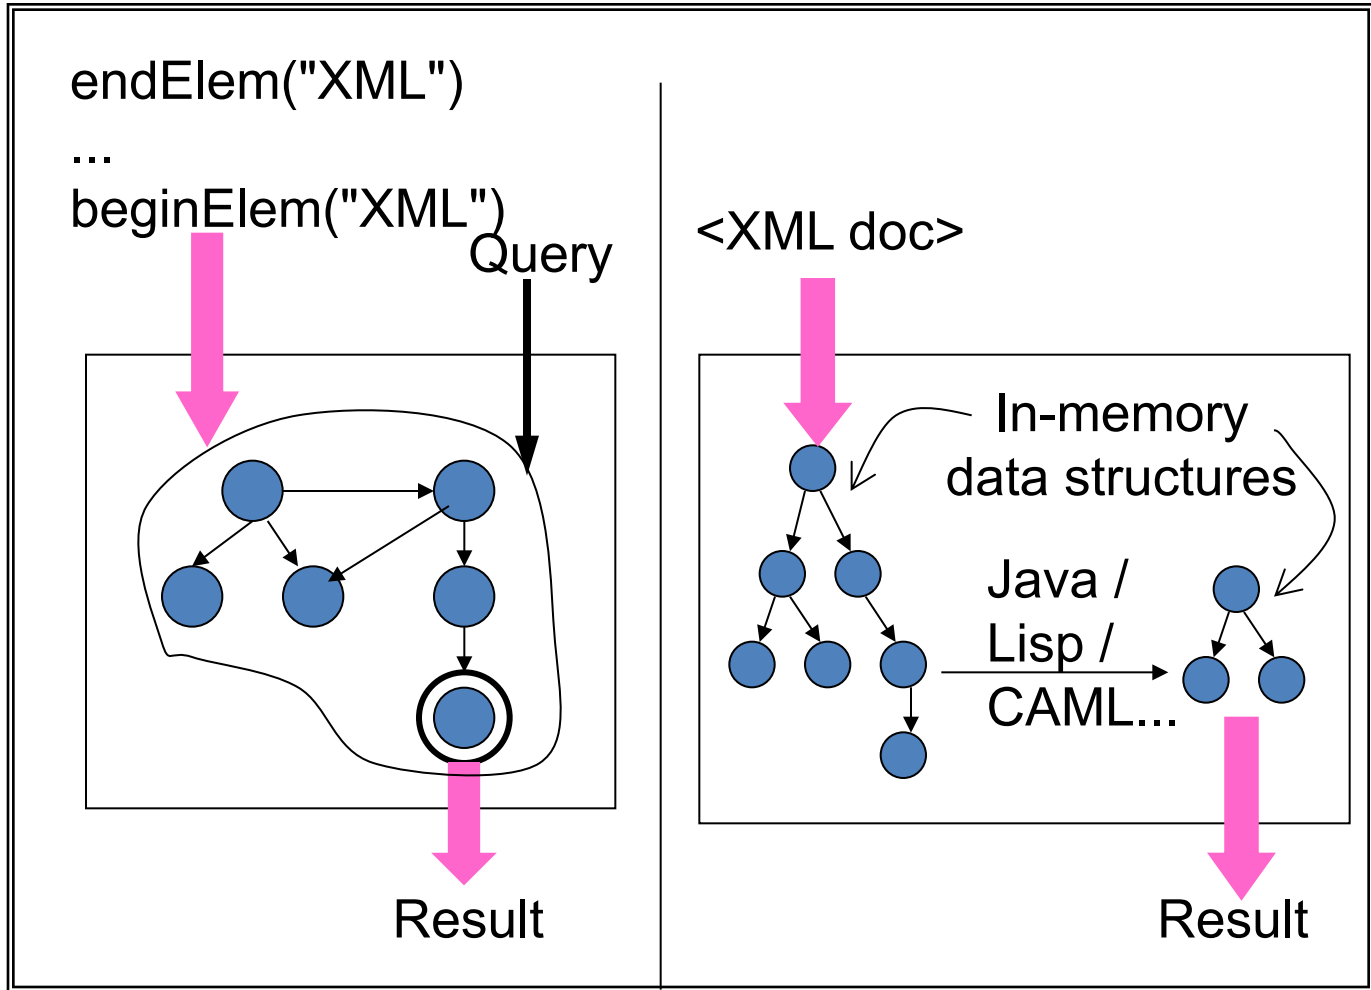 endElem("XML")
...
beginElem("XML")
Query
Result
<XML doc>
In-memory
data structures
Java /
Lisp /
CAML...
Result